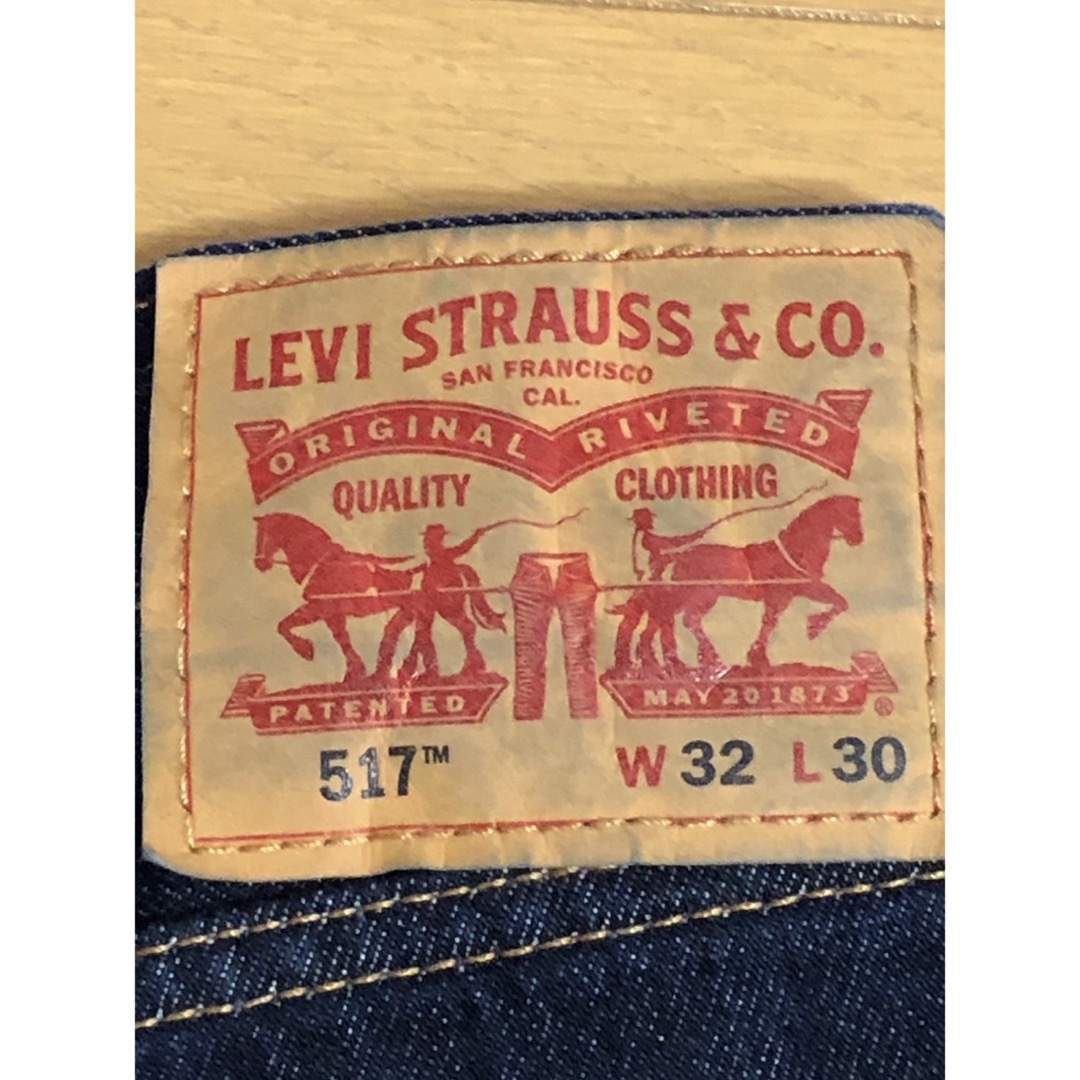 LEVI STRAUSS & CO.
SAN FRANCISCO
CAL.
ORIGINAL RIVETED
QUALITY CLOTHING
PATENTED MAY 20 1873 ®
517™ W 32 L 30